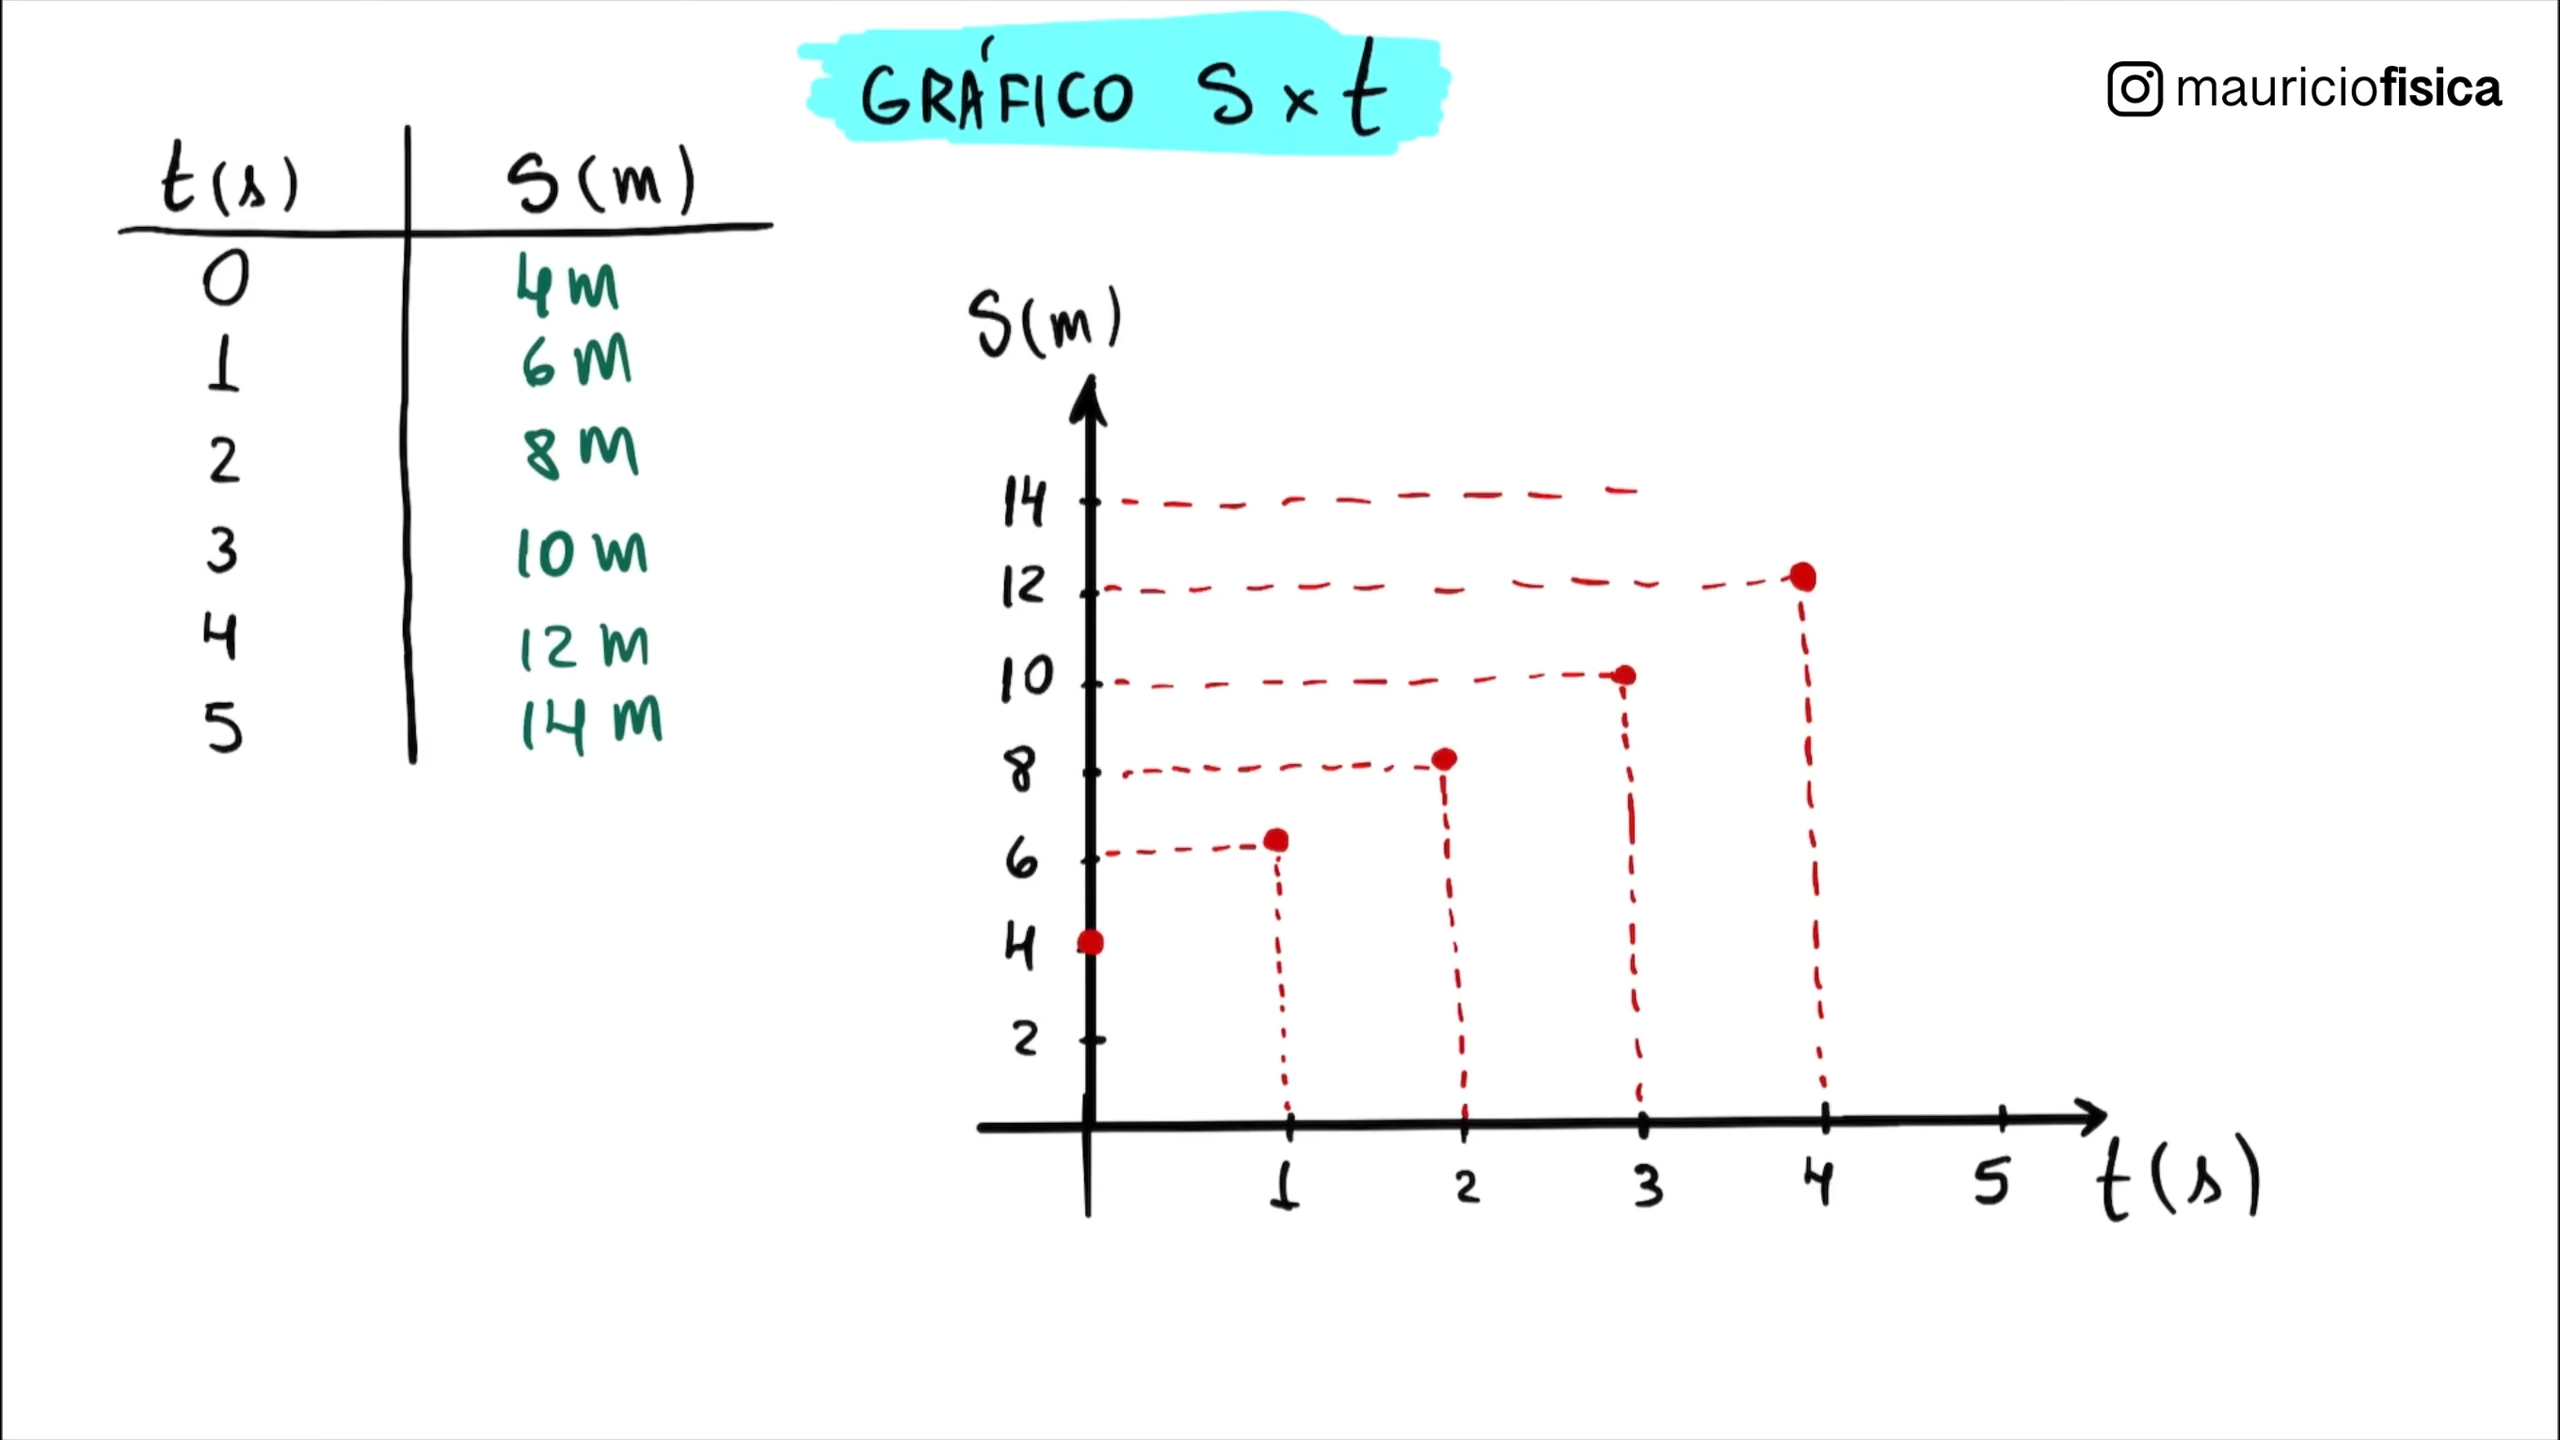 GRÁFICO S x t
mauriciofisica
t(s) S(m)
0 4m
1 6m
2 8m
3 10m
4 12m
5 14m
S(m)
14
12
10
8
6
4
2
1 2 3 4 5 t(s)